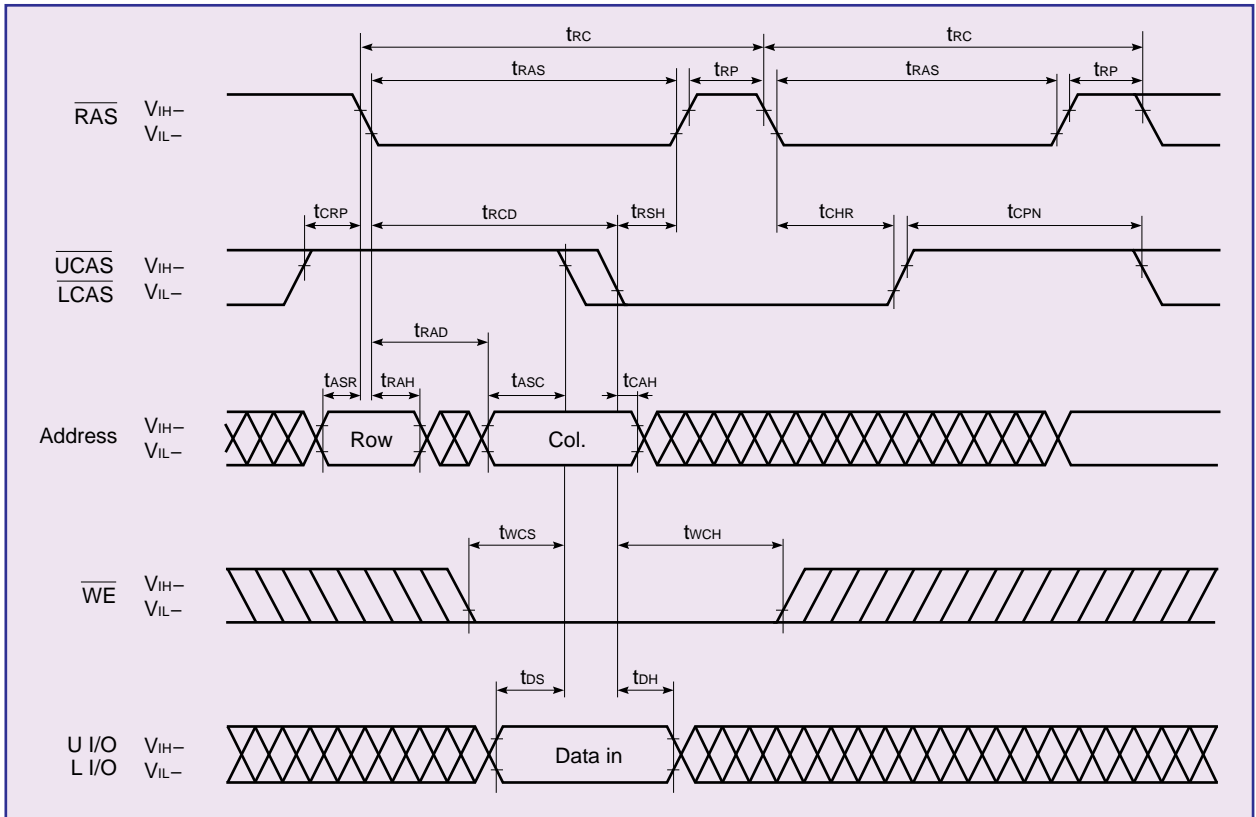 tRC tRC
tRAS tRP tRAS tRP
RAS VIH–
VIL–
tCRP tRCD tRSH tCHR tCPN
UCAS VIH–
LCAS VIL–
tRAD
tASR tRAH tASC tCAH
Address VIH–
VIL–
Row Col.
tWCS tWCH
WE VIH–
VIL–
tDS tDH
U I/O VIH–
L I/O VIL–
Data in